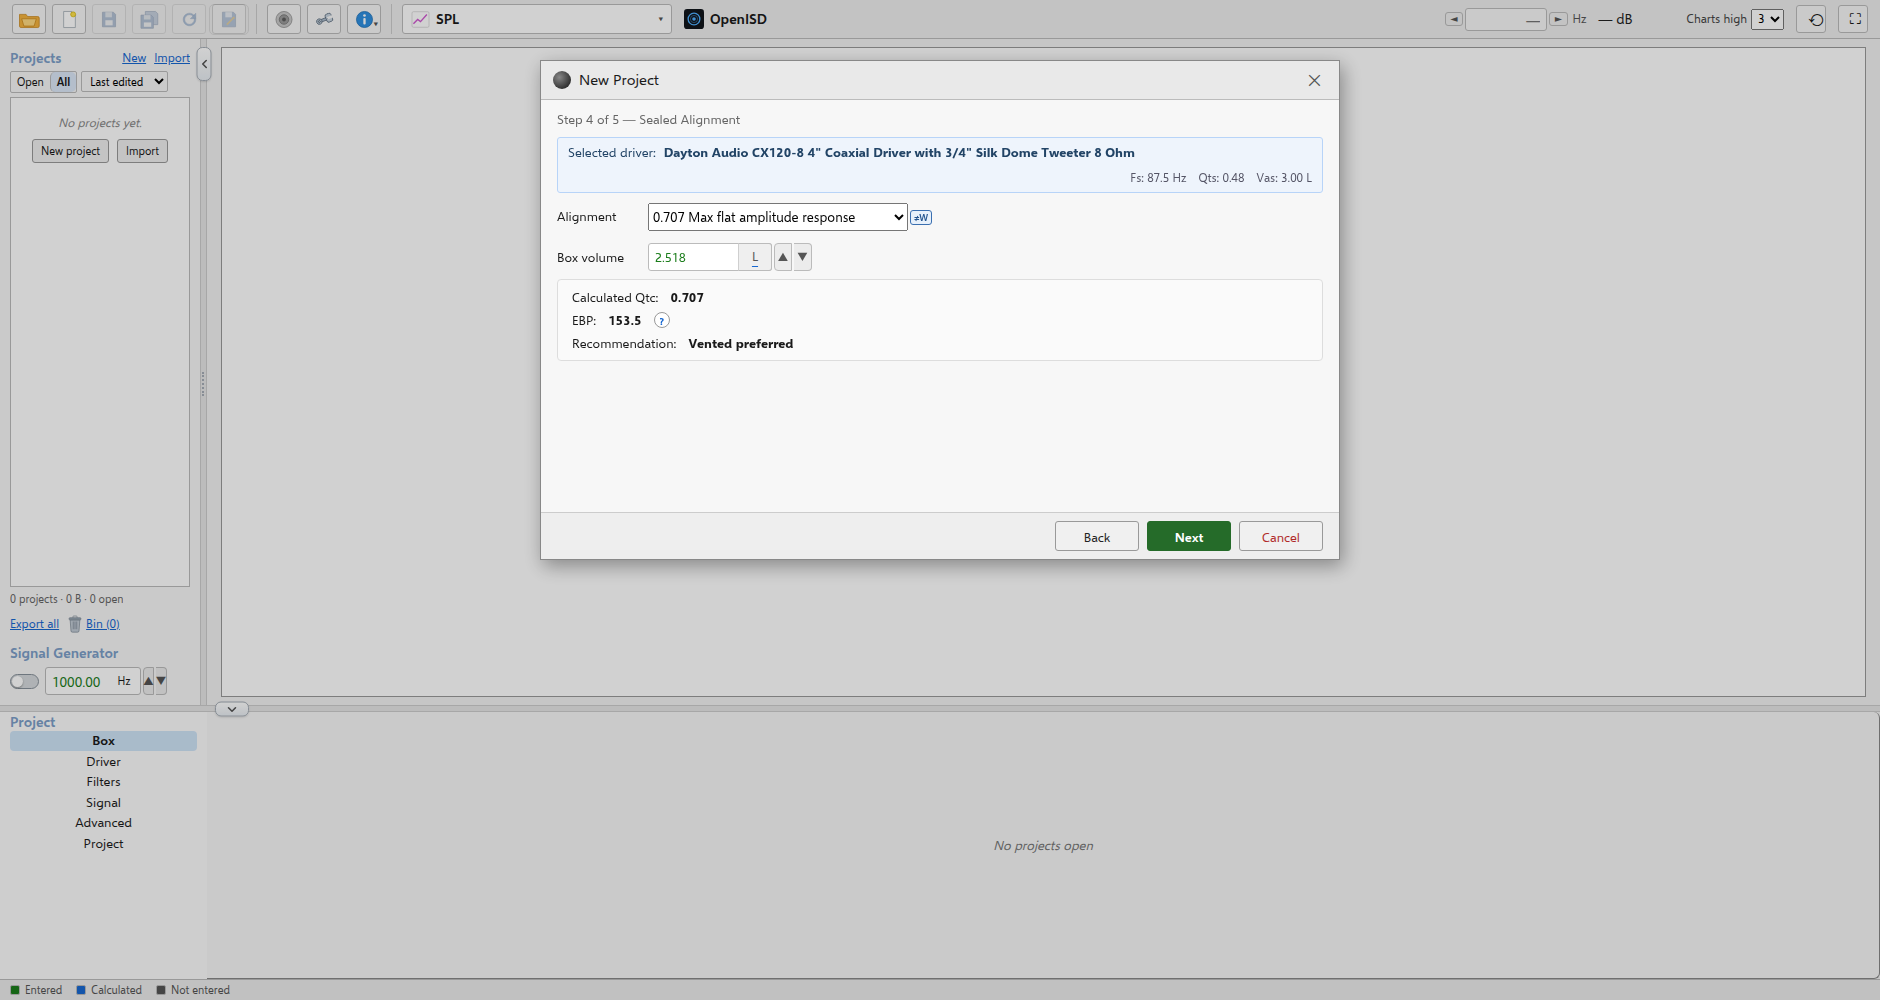 SPL
OpenISD
— Hz — dB
Charts high 3
Projects New Import
Open All Last edited
No projects yet.
New project Import
0 projects · 0 B · 0 open
Export all Bin (0)
Signal Generator
1000.00 Hz
New Project
Step 4 of 5 — Sealed Alignment
Selected driver: Dayton Audio CX120-8 4" Coaxial Driver with 3/4" Silk Dome Tweeter 8 Ohm
Fs: 87.5 Hz Qts: 0.48 Vas: 3.00 L
Alignment 0.707 Max flat amplitude response ≠W
Box volume 2.518 L
Calculated Qtc: 0.707
EBP: 153.5 ?
Recommendation: Vented preferred
Back Next Cancel
Project
Box
Driver
Filters
Signal
Advanced
Project
No projects open
Entered Calculated Not entered